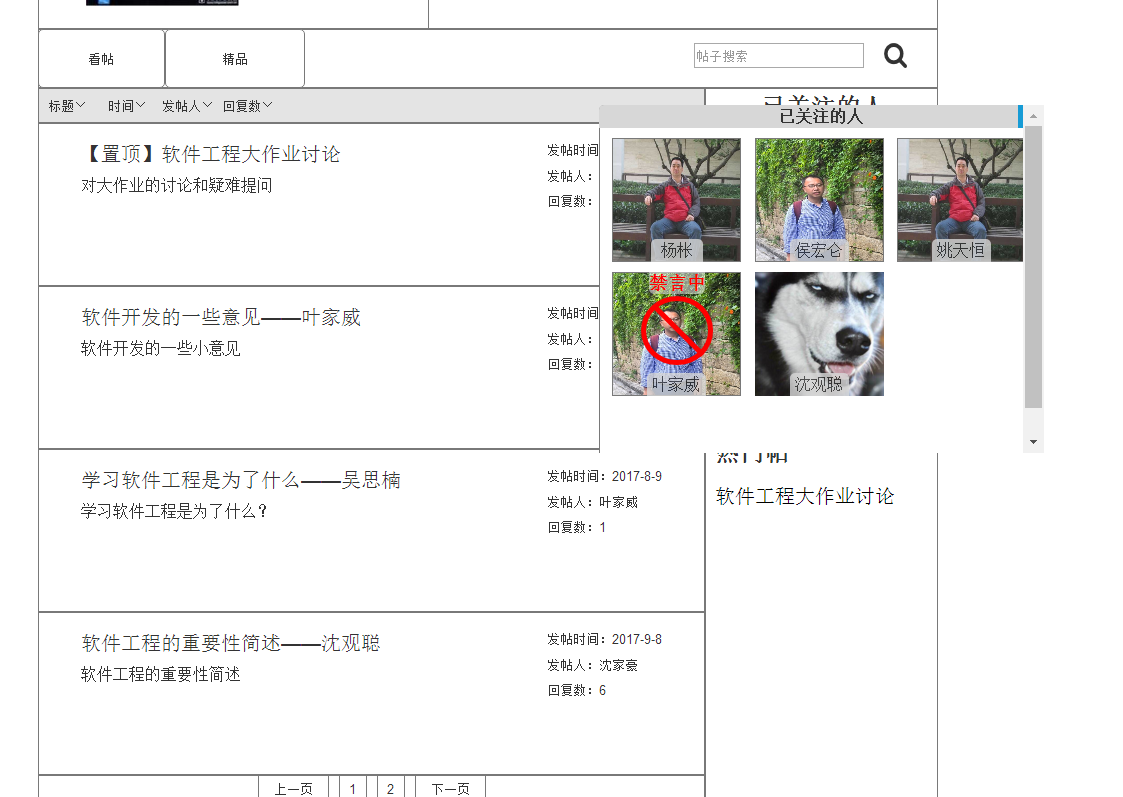 看帖
精品
帖子搜索
标题
时间
发帖人
回复数
【置顶】软件工程大作业讨论
对大作业的讨论和疑难提问
发帖时间
发帖人：
回复数：
软件开发的一些意见——叶家威
软件开发的一些小意见
发帖时间
发帖人：
回复数：
学习软件工程是为了什么——吴思楠
学习软件工程是为了什么？
发帖时间：2017-8-9
发帖人：叶家威
回复数：1
软件工程的重要性简述——沈观聪
软件工程的重要性简述
发帖时间：2017-9-8
发帖人：沈家豪
回复数：6
上一页
1
2
下一页
已关注的人
已关注的人
杨枨
侯宏仑
姚天恒
禁言中
叶家威
沈观聪
热门帖
软件工程大作业讨论